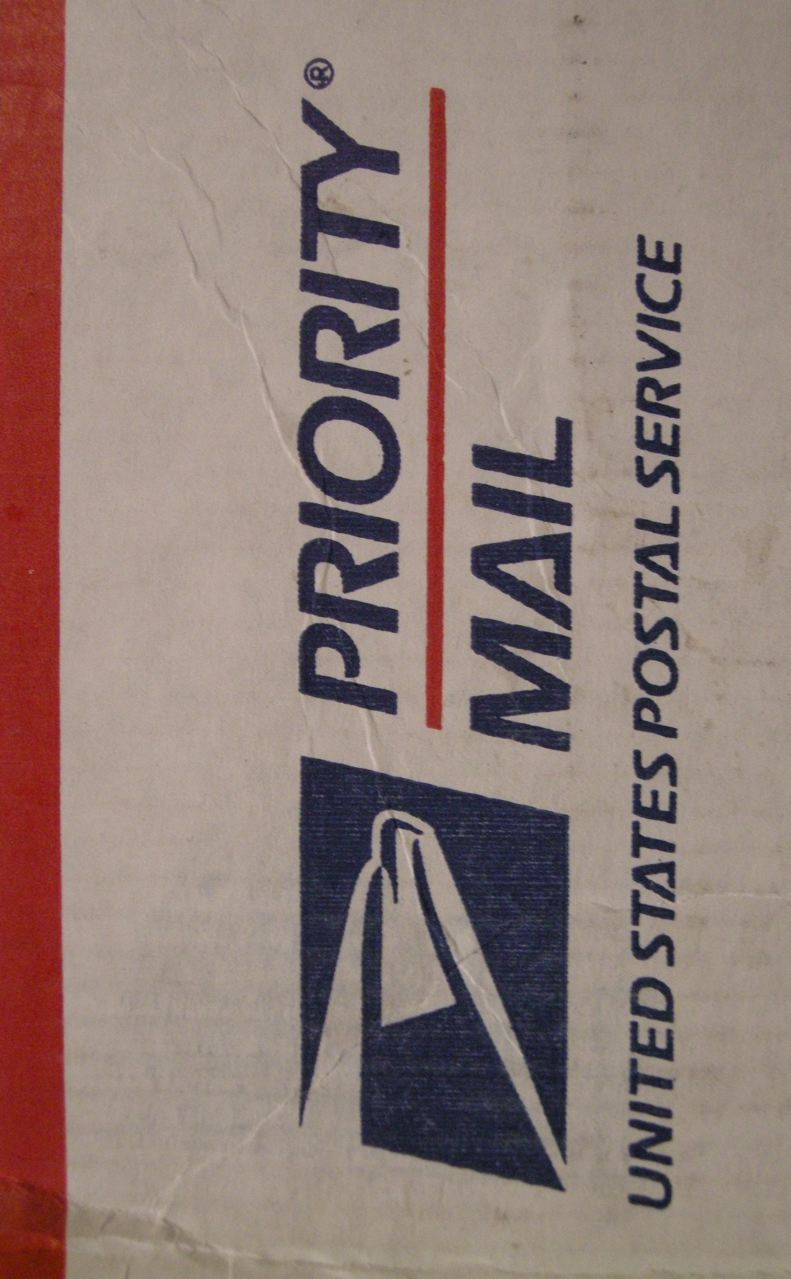 PRIORITY®
MAIL
UNITED STATES POSTAL SERVICE